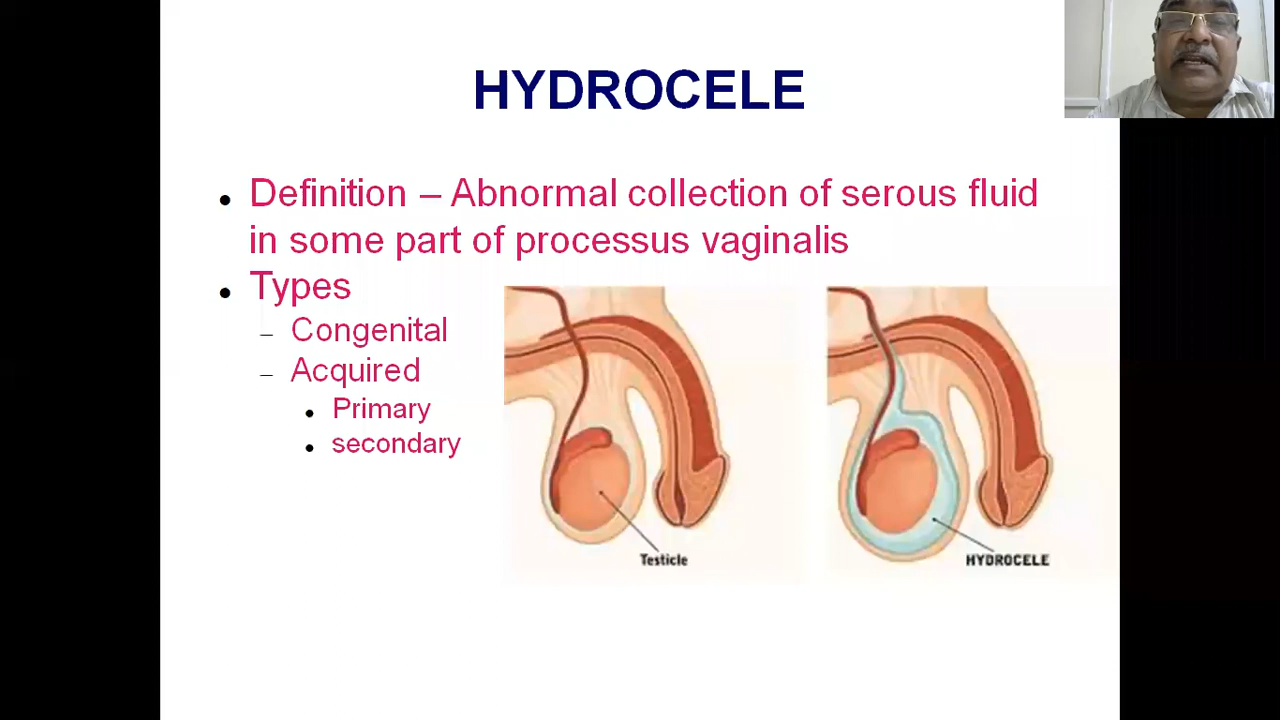 HYDROCELE
• Definition – Abnormal collection of serous fluid
in some part of processus vaginalis
• Types
– Congenital
– Acquired
• Primary
• secondary
Testicle
HYDROCELE